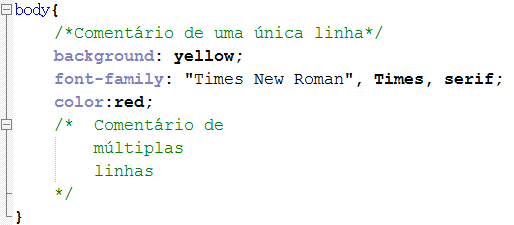 body{
/*Comentário de uma única linha*/
background: yellow;
font-family: "Times New Roman", Times, serif;
color:red;
/*  Comentário de
múltiplas
linhas
*/
}